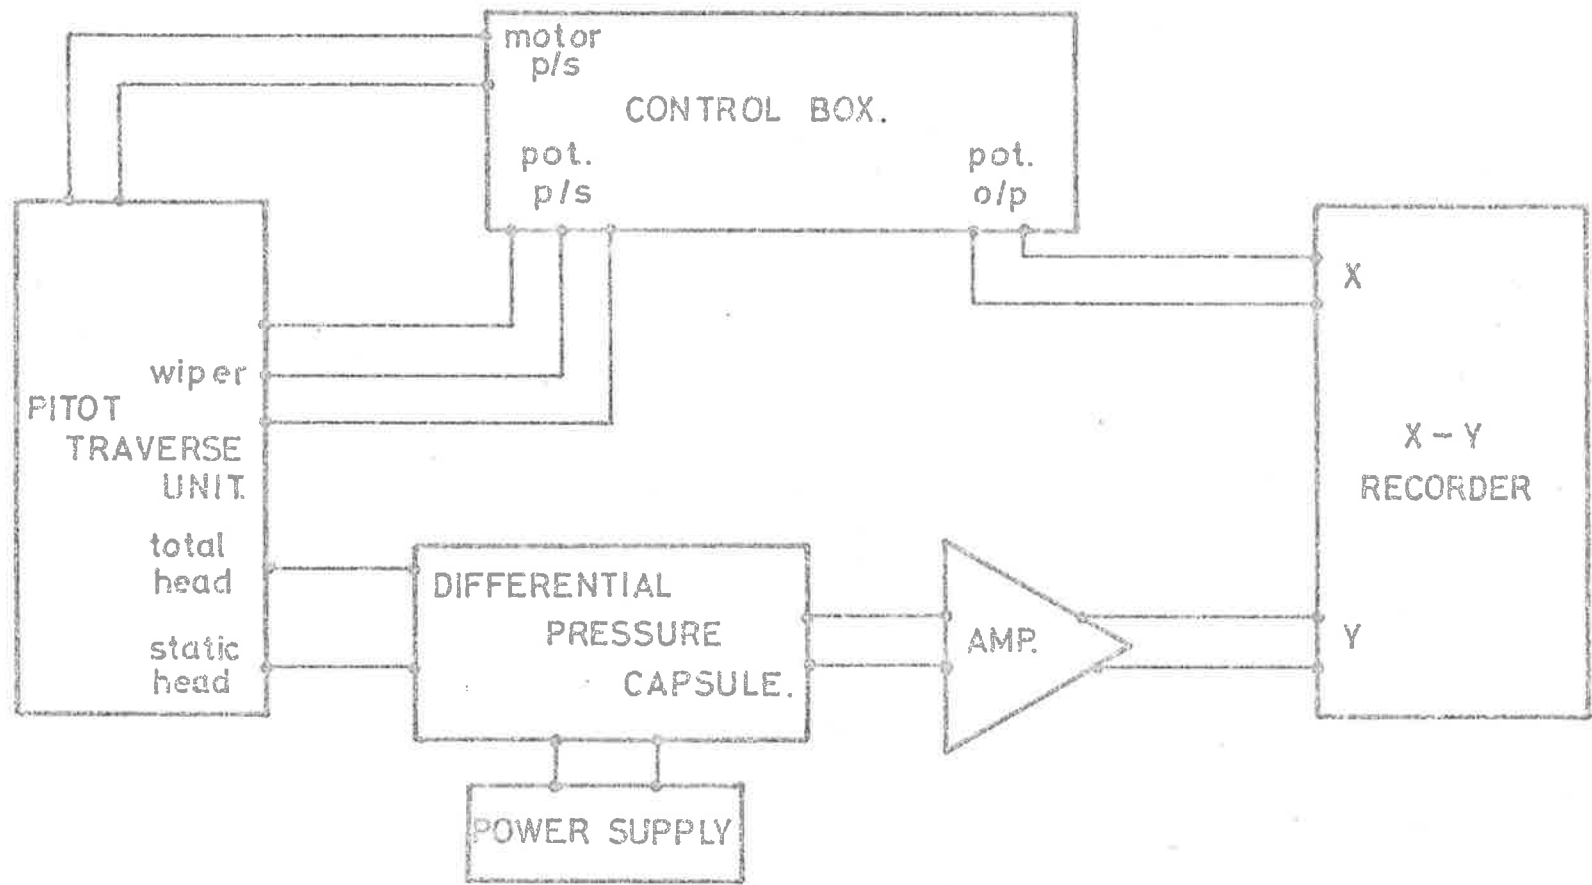 motor
p/s
CONTROL BOX.
pot.
p/s
pot.
o/p
wiper
PITOT
TRAVERSE
UNIT.
total
head
static
head
DIFFERENTIAL
PRESSURE
CAPSULE.
POWER SUPPLY
AMP.
X
X - Y
RECORDER
Y